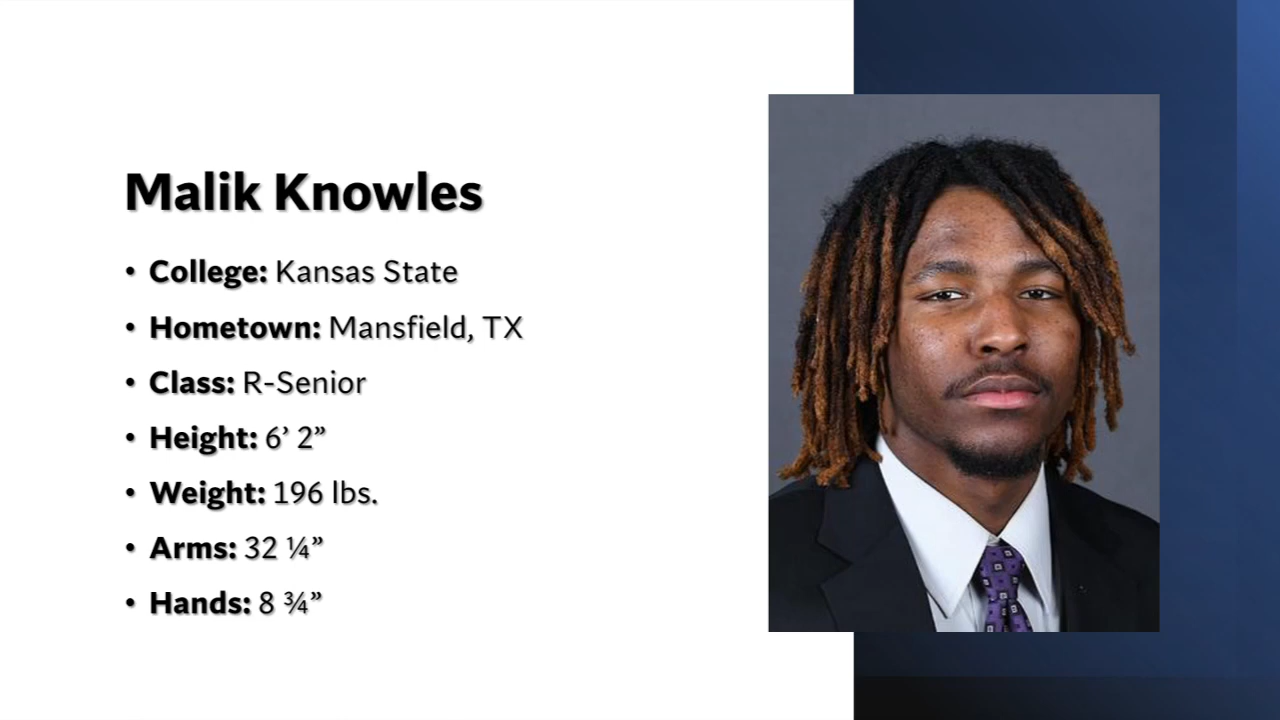 Malik Knowles
• College: Kansas State
• Hometown: Mansfield, TX
• Class: R-Senior
• Height: 6’ 2”
• Weight: 196 lbs.
• Arms: 32 ¼”
• Hands: 8 ¾”